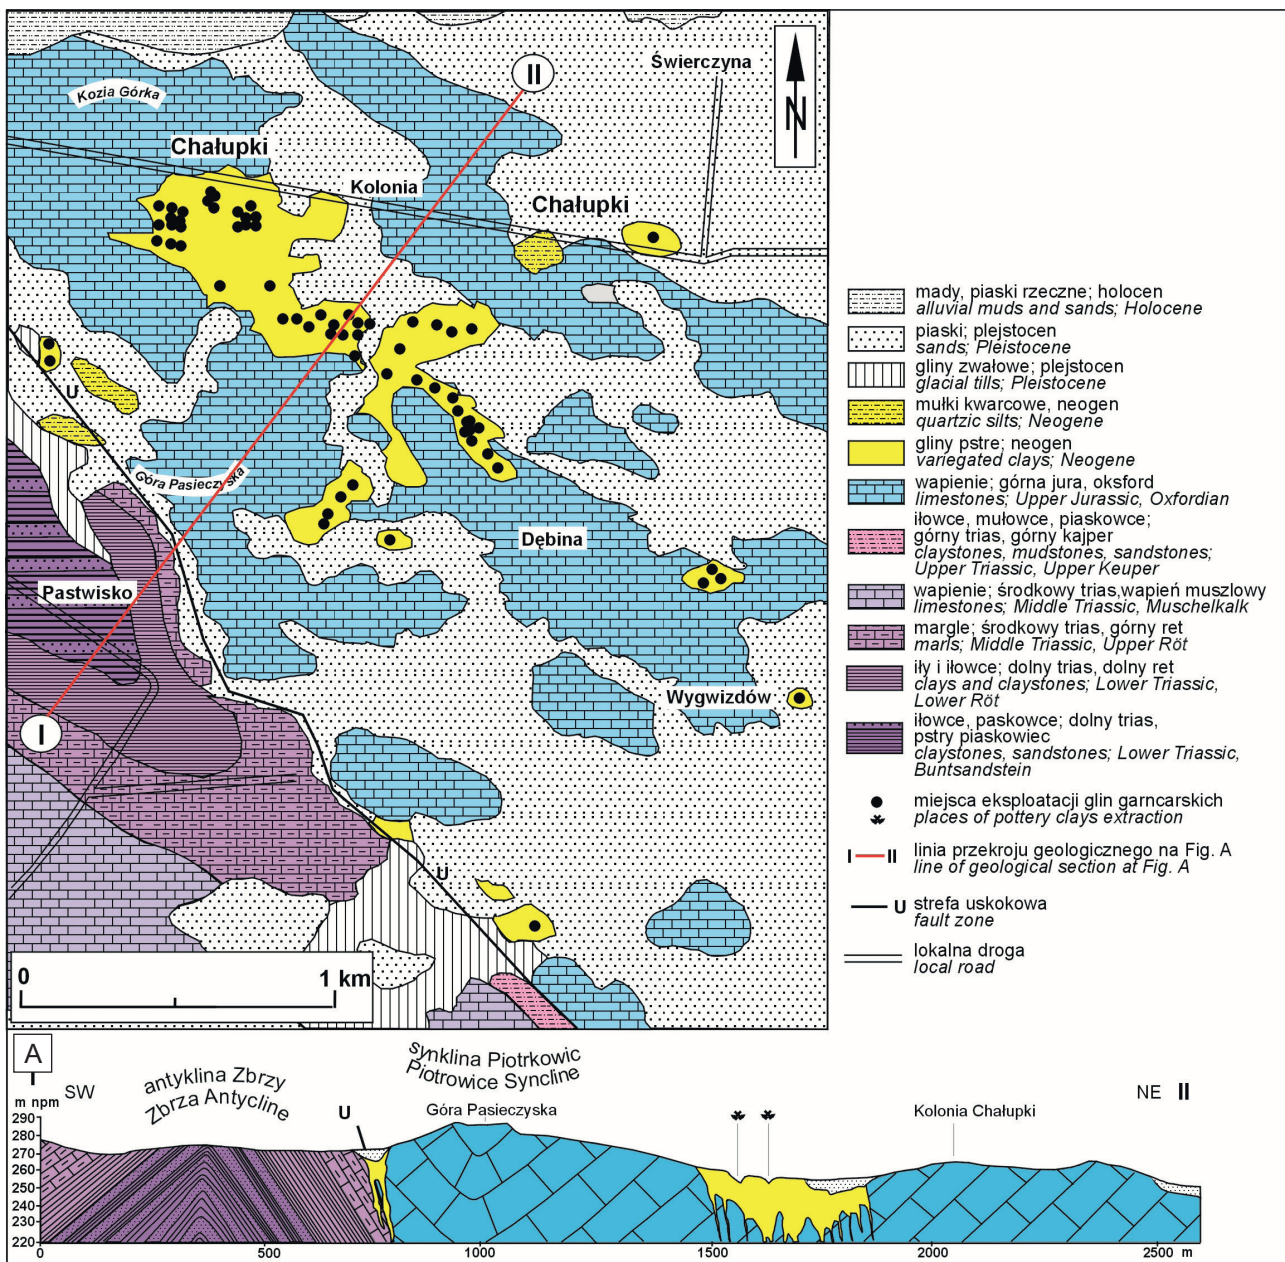 II
Świerczyna
Kozia Górka
N
Chałupki
Kolonia
Chałupki
U
Góra Pasieczyska
Dębina
Pastwisko
Wygwizdów
I
U
0
1 km
mady, piaski rzeczne; holocen
alluvial muds and sands; Holocene
piaski; plejstocen
sands; Pleistocene
gliny zwałowe; plejstocen
glacial tills; Pleistocene
mułki kwarcowe, neogen
quartzic silts; Neogene
gliny pstre; neogen
variegated clays; Neogene
wapienie; górna jura, oksford
limestones; Upper Jurassic, Oxfordian
iłowce, mułowce, piaskowce;
górny trias, górny kajper
claystones, mudstones, sandstones;
Upper Triassic, Upper Keuper
wapienie; środkowy trias,wapień muszlowy
limestones; Middle Triassic, Muschelkalk
margle; środkowy trias, górny ret
marls; Middle Triassic, Upper Röt
iły i iłowce; dolny trias, dolny ret
clays and claystones; Lower Triassic,
Lower Röt
iłowce, paskowce; dolny trias,
pstry piaskowiec
claystones, sandstones; Lower Triassic,
Buntsandstein
miejsca eksploatacji glin garncarskich
places of pottery clays extraction
I II linia przekroju geologicznego na Fig. A
line of geological section at Fig. A
U strefa uskokowa
fault zone
lokalna droga
local road
A
I SW
m npm
antyklina Zbrzy
Zbrza Antycline
synklina Piotrkowic
Piotrowice Syncline
NE II
U
Góra Pasieczyska
Kolonia Chałupki
290
280
270
260
250
240
230
220
0 500 1000 1500 2000 2500 m